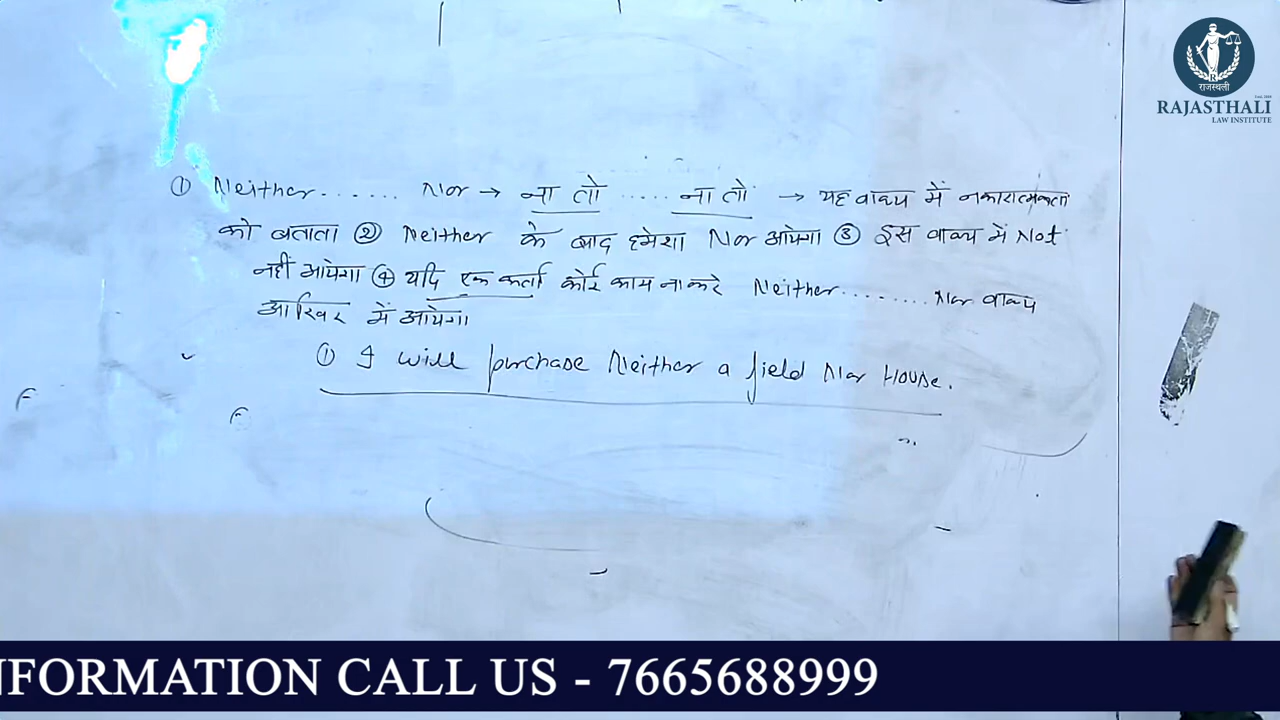 राजस्थली
RAJASTHALI
LAW INSTITUTE
① Neither...... Nor → ना तो ..... ना तो → यह वाक्य में नकारात्मकता
को बताता ② Neither के बाद हमेशा Nor आयेगा ③ इस वाक्य में Not
नहीं आयेगा ④ यदि एक कर्ता कोई काम ना करे Neither......... Nor वाक्य
आखिर में आयेगा
① I will purchase Neither a field Nor House.
NFORMATION CALL US - 7665688999